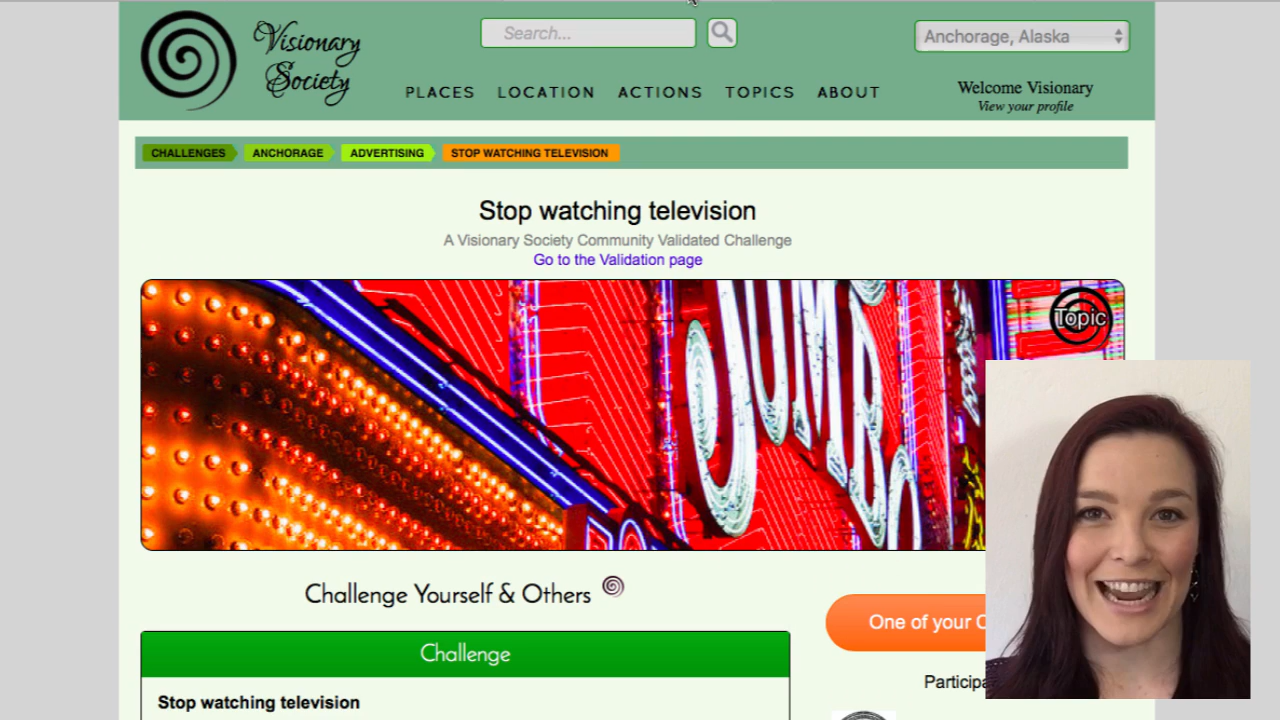 Visionary
Society
Search...
Anchorage, Alaska
PLACES LOCATION ACTIONS TOPICS ABOUT
Welcome Visionary
View your profile
CHALLENGES ANCHORAGE ADVERTISING STOP WATCHING TELEVISION
Stop watching television
A Visionary Society Community Validated Challenge
Go to the Validation page
Topic
JUMBO
Challenge Yourself & Others
One of your
Challenge
Stop watching television